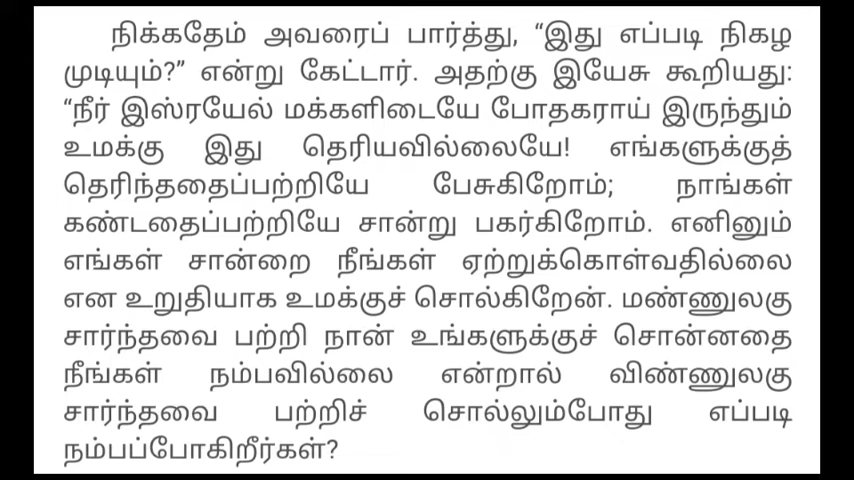 நிக்கதேம் அவரைப் பார்த்து, “இது எப்படி நிகழ
முடியும்?” என்று கேட்டார். அதற்கு இயேசு கூறியது:
“நீர் இஸ்ரயேல் மக்களிடையே போதகராய் இருந்தும்
உமக்கு இது தெரியவில்லையே! எங்களுக்குத்
தெரிந்ததைப்பற்றியே பேசுகிறோம்; நாங்கள்
கண்டதைப்பற்றியே சான்று பகர்கிறோம். எனினும்
எங்கள் சான்றை நீங்கள் ஏற்றுக்கொள்வதில்லை
என உறுதியாக உமக்குச் சொல்கிறேன். மண்ணுலகு
சார்ந்தவை பற்றி நான் உங்களுக்குச் சொன்னதை
நீங்கள் நம்பவில்லை என்றால் விண்ணுலகு
சார்ந்தவை பற்றிச் சொல்லும்போது எப்படி
நம்பப்போகிறீர்கள்?